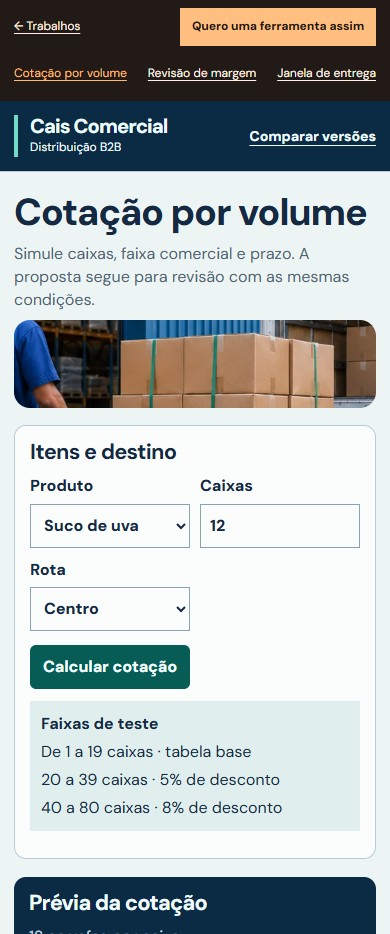 ← Trabalhos
Quero uma ferramenta assim
Cotação por volume
Revisão de margem
Janela de entrega
Cais Comercial
Distribuição B2B
Comparar versões
Cotação por volume
Simule caixas, faixa comercial e prazo. A
proposta segue para revisão com as mesmas
condições.
Itens e destino
Produto
Caixas
Suco de uva
12
Rota
Centro
Calcular cotação
Faixas de teste
De 1 a 19 caixas · tabela base
20 a 39 caixas · 5% de desconto
40 a 80 caixas · 8% de desconto
Prévia da cotação